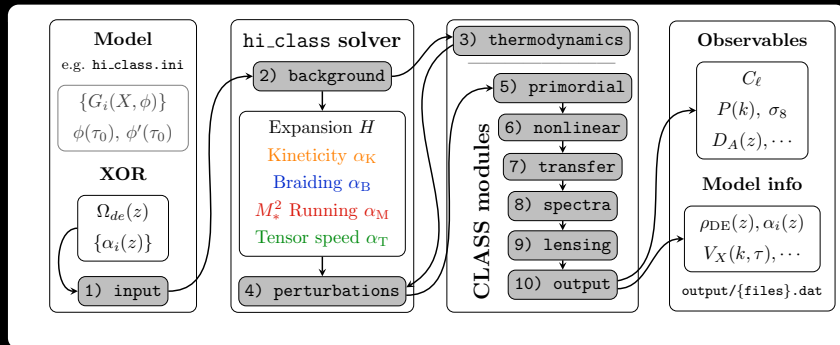 Model
e.g. hi_class.ini
{G_i(X, ϕ)}
ϕ(τ_0), ϕ′(τ_0)
XOR
Ω_{de}(z)
{α_i(z)}
1) input
hi_class solver
2) background
Expansion H
Kineticity α_K
Braiding α_B
M_*^2 Running α_M
Tensor speed α_T
4) perturbations
3) thermodynamics
CLASS modules
5) primordial
6) nonlinear
7) transfer
8) spectra
9) lensing
10) output
Observables
C_ℓ
P(k), σ_8
D_A(z), ⋯
Model info
ρ_DE(z), α_i(z)
V_X(k, τ), ⋯
output/{files}.dat